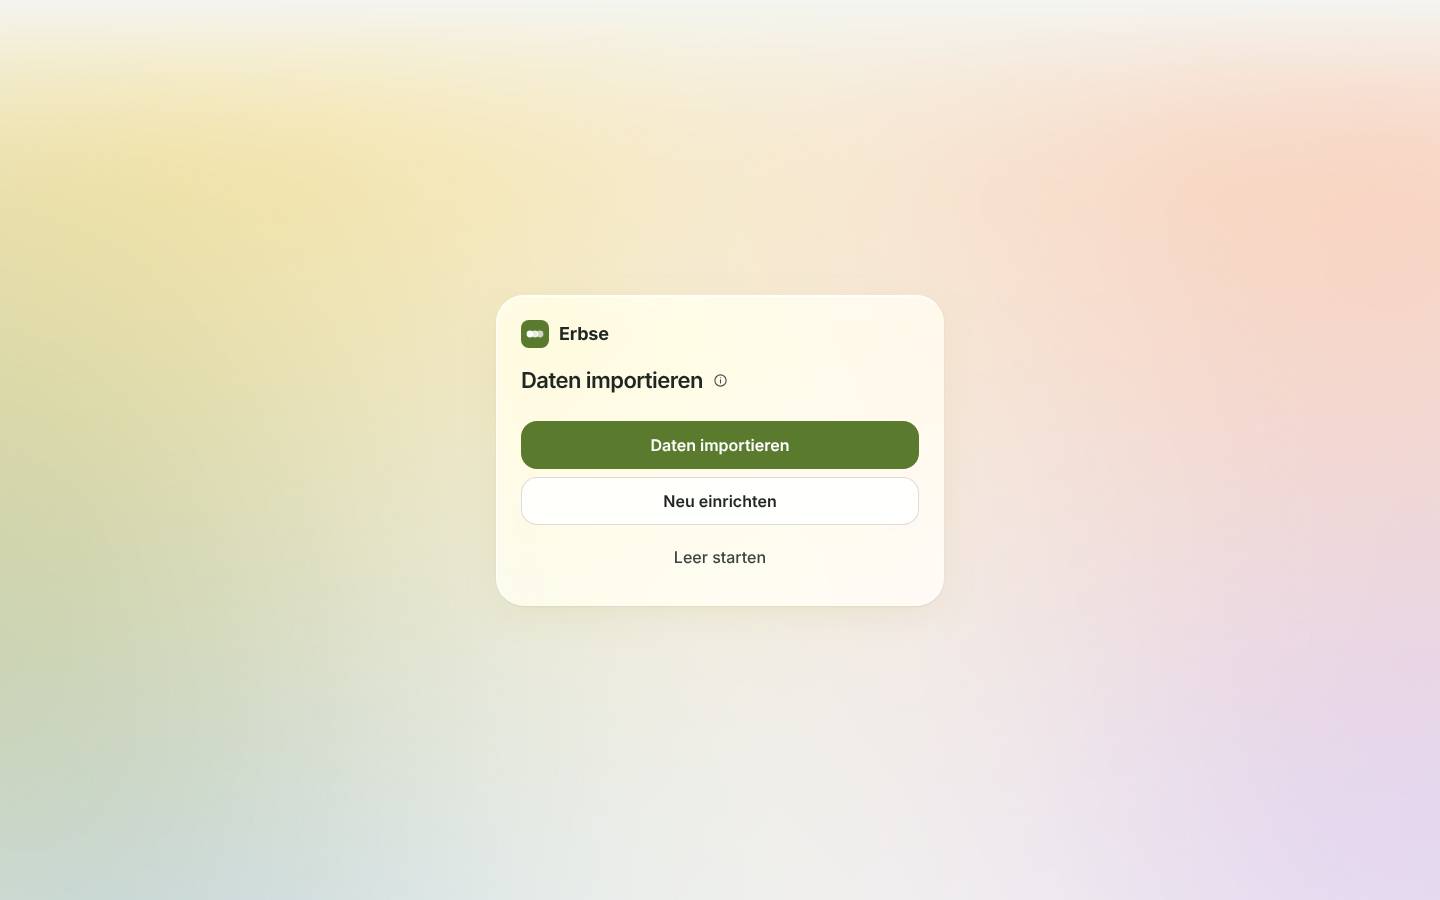 Erbse
Daten importieren
Daten importieren
Neu einrichten
Leer starten